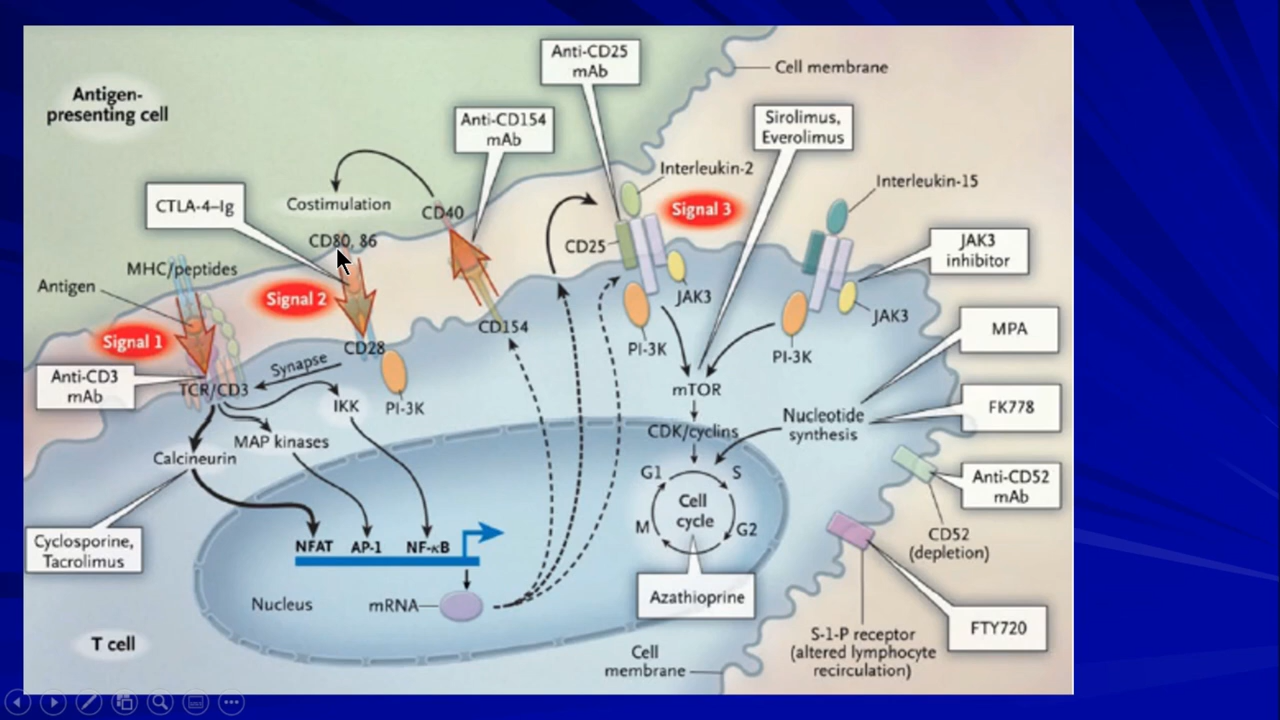 Anti-CD25
mAb
Cell membrane
Antigen-
presenting cell
Anti-CD154
mAb
Sirolimus,
Everolimus
Interleukin-2
Interleukin-15
CTLA-4–Ig
Costimulation
CD40
Signal 3
CD80, 86
CD25
JAK3
inhibitor
MHC/peptides
Antigen
Signal 2
JAK3
JAK3
CD154
Signal 1
MPA
CD28
PI-3K
PI-3K
Synapse
Anti-CD3
mAb
TCR/CD3
mTOR
IKK
PI-3K
FK778
Nucleotide
synthesis
MAP kinases
CDK/cyclins
Calcineurin
G1
S
Anti-CD52
mAb
Cell
cycle
M
G2
Cyclosporine,
Tacrolimus
NFAT
AP-1
NF-κB
CD52
(depletion)
Nucleus
mRNA
Azathioprine
FTY720
T cell
S-1-P receptor
(altered lymphocyte
recirculation)
Cell
membrane